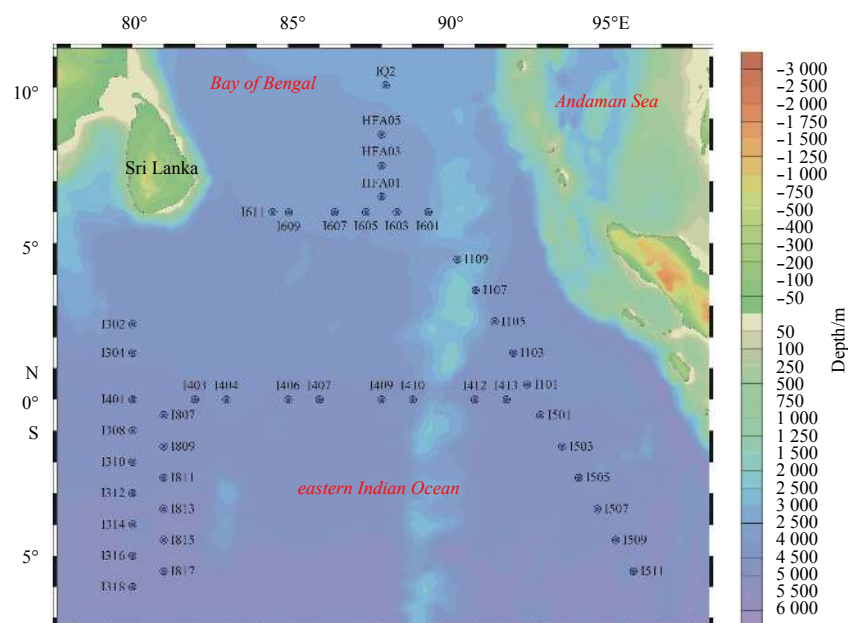 80° 85° 90° 95°E
IQ2
Bay of Bengal
Andaman Sea
10°
HFA05
HFA03
Sri Lanka
HFA01
I611
I609 I607 I605 I603 I601
5°
I109
I107
I302
I105
I304
I103
N
I403 I404 I406 I407 I409 I410 I412 I413 I101
0°
I401
I807
I501
S
I308
I809
I503
I310
I811
I505
eastern Indian Ocean
I312
I813
I507
I314
I815
I509
5°
I316
I817
I511
I318
-3 000
-2 500
-2 000
-1 500
-1 250
-1 000
-750
-500
-400
-300
-200
-100
-50
50
100
250
500
750
1 000
1 250
1 500
2 000
2 500
3 000
2 500
4 000
4 500
5 000
5 500
6 000
Depth/m